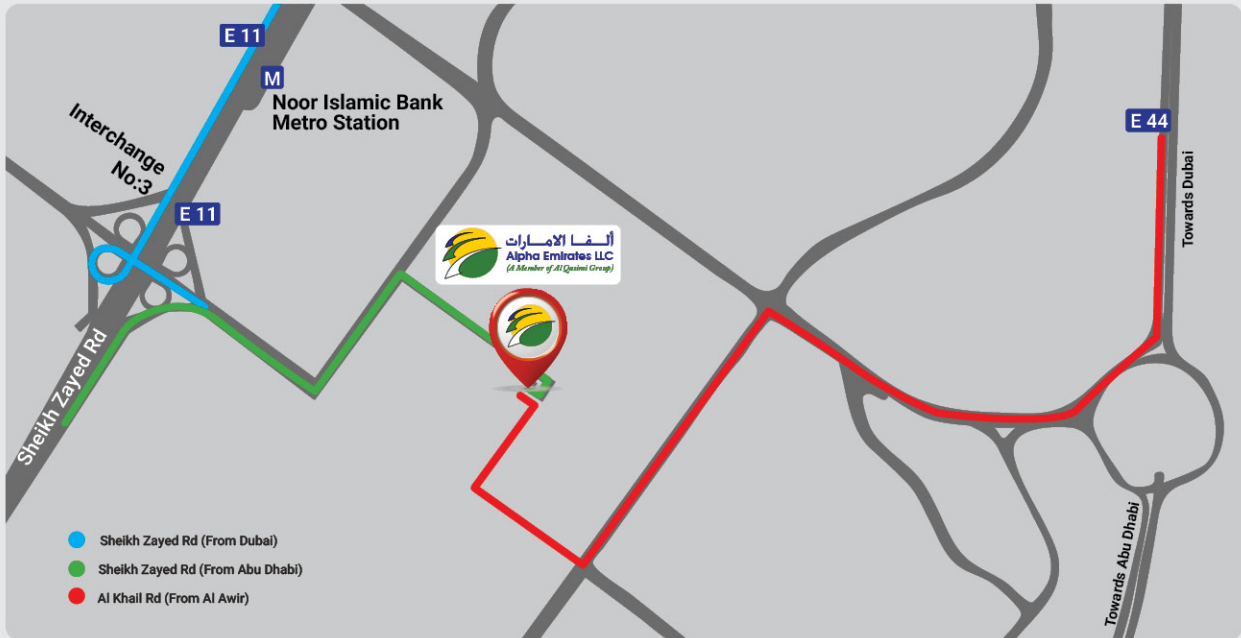 E 11
M
Noor Islamic Bank
Metro Station
Interchange
No:3
E 11
E 44
Towards Dubai
ألفا الامارات
Alpha Emirates LLC
(A Member of Al Qasimi Group)
Sheikh Zayed Rd
Towards Abu Dhabi
Sheikh Zayed Rd (From Dubai)
Sheikh Zayed Rd (From Abu Dhabi)
Al Khail Rd (From Al Awir)